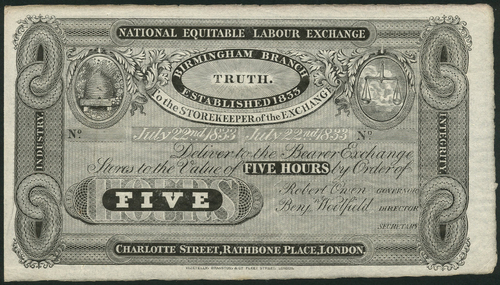 NATIONAL EQUITABLE LABOUR EXCHANGE
BIRMINGHAM BRANCH
TRUTH.
ESTABLISHED 1833
To the STOREKEEPER of the EXCHANGE
Nº July 22nd 1833 July 22nd 1833 Nº
INDUSTRY
INTEGRITY
Deliver to the Bearer Exchange
Stores to the Value of FIVE HOURS by Order of
HOURS
FIVE
Robert Owen GOVERNOR
Benj. Woolfield DIRECTOR
SECRETARY
CHARLOTTE STREET, RATHBONE PLACE, LONDON